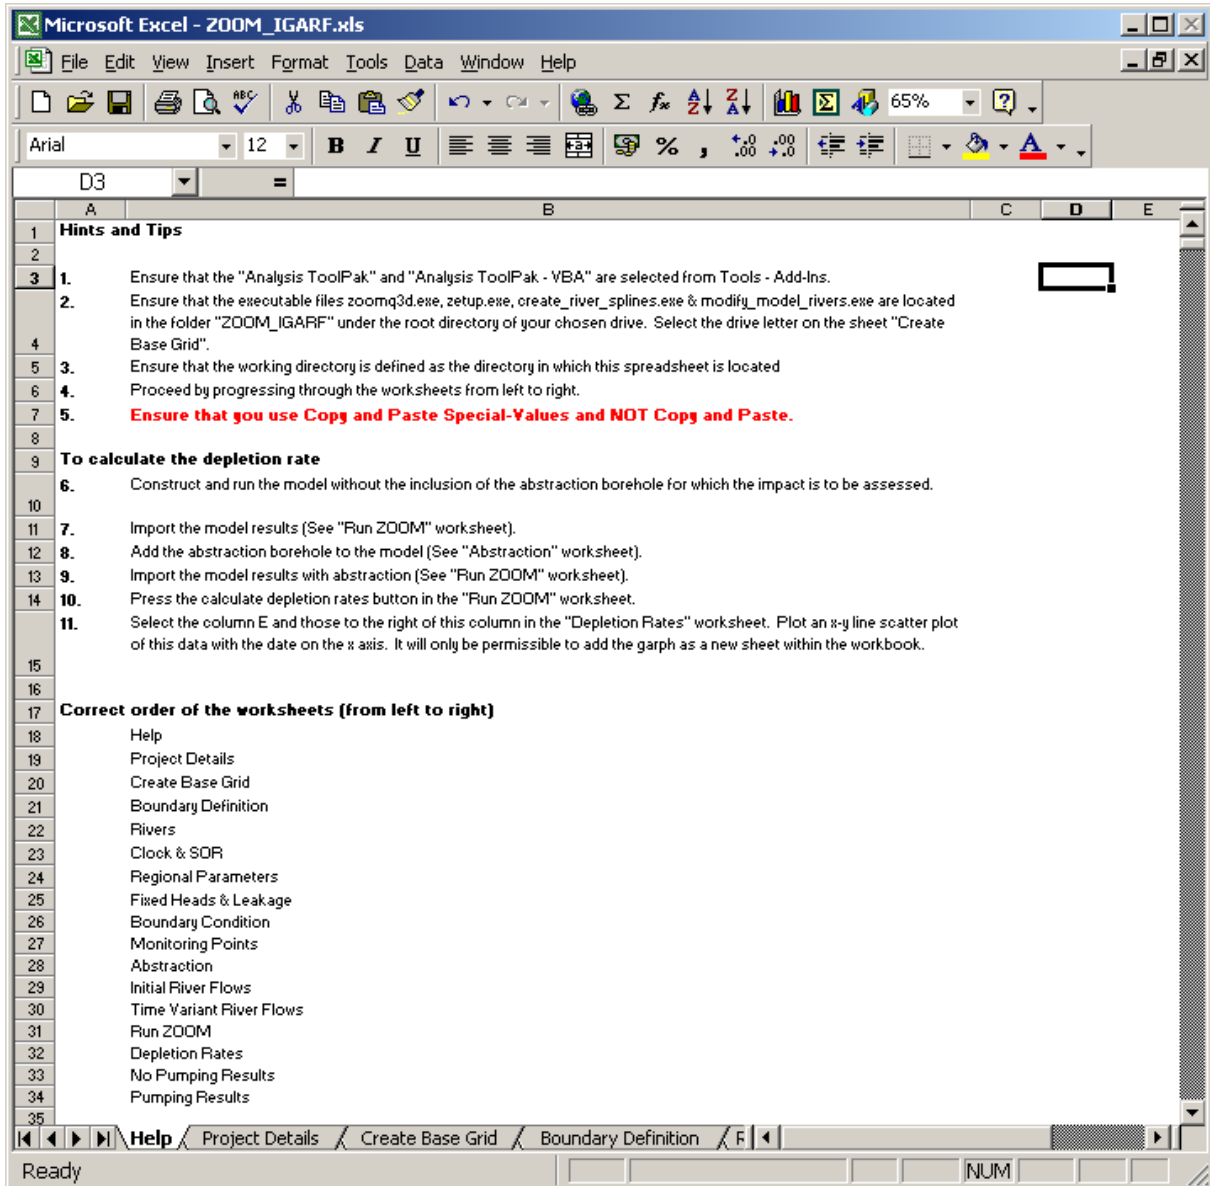 Microsoft Excel - ZOOM_IGARF.xls
File Edit View Insert Format Tools Data Window Help
ABC Σ fx A Z Z A Σ 65% ?
Arial 12 B I U a % , .0 .00 .00 .0 A
D3 =
A B C D E
1 Hints and Tips
2
3 1. Ensure that the "Analysis ToolPak" and "Analysis ToolPak - VBA" are selected from Tools - Add-Ins.
2. Ensure that the executable files zoomq3d.exe, zetup.exe, create_river_splines.exe & modify_model_rivers.exe are located
in the folder "ZOOM_IGARF" under the root directory of your chosen drive. Select the drive letter on the sheet "Create
4 Base Grid".
5 3. Ensure that the working directory is defined as the directory in which this spreadsheet is located
6 4. Proceed by progressing through the worksheets from left to right.
7 5. Ensure that you use Copy and Paste Special-Values and NOT Copy and Paste.
8
9 To calculate the depletion rate
6. Construct and run the model without the inclusion of the abstraction borehole for which the impact is to be assessed.
10
11 7. Import the model results (See "Run ZOOM" worksheet).
12 8. Add the abstraction borehole to the model (See "Abstraction" worksheet).
13 9. Import the model results with abstraction (See "Run ZOOM" worksheet).
14 10. Press the calculate depletion rates button in the "Run ZOOM" worksheet.
11. Select the column E and those to the right of this column in the "Depletion Rates" worksheet. Plot an x-y line scatter plot
of this data with the date on the x axis. It will only be permissible to add the garph as a new sheet within the workbook.
15
16
17 Correct order of the worksheets (from left to right)
18 Help
19 Project Details
20 Create Base Grid
21 Boundary Definition
22 Rivers
23 Clock & SOR
24 Regional Parameters
25 Fixed Heads & Leakage
26 Boundary Condition
27 Monitoring Points
28 Abstraction
29 Initial River Flows
30 Time Variant River Flows
31 Run ZOOM
32 Depletion Rates
33 No Pumping Results
34 Pumping Results
35
Help Project Details Create Base Grid Boundary Definition
Ready NUM